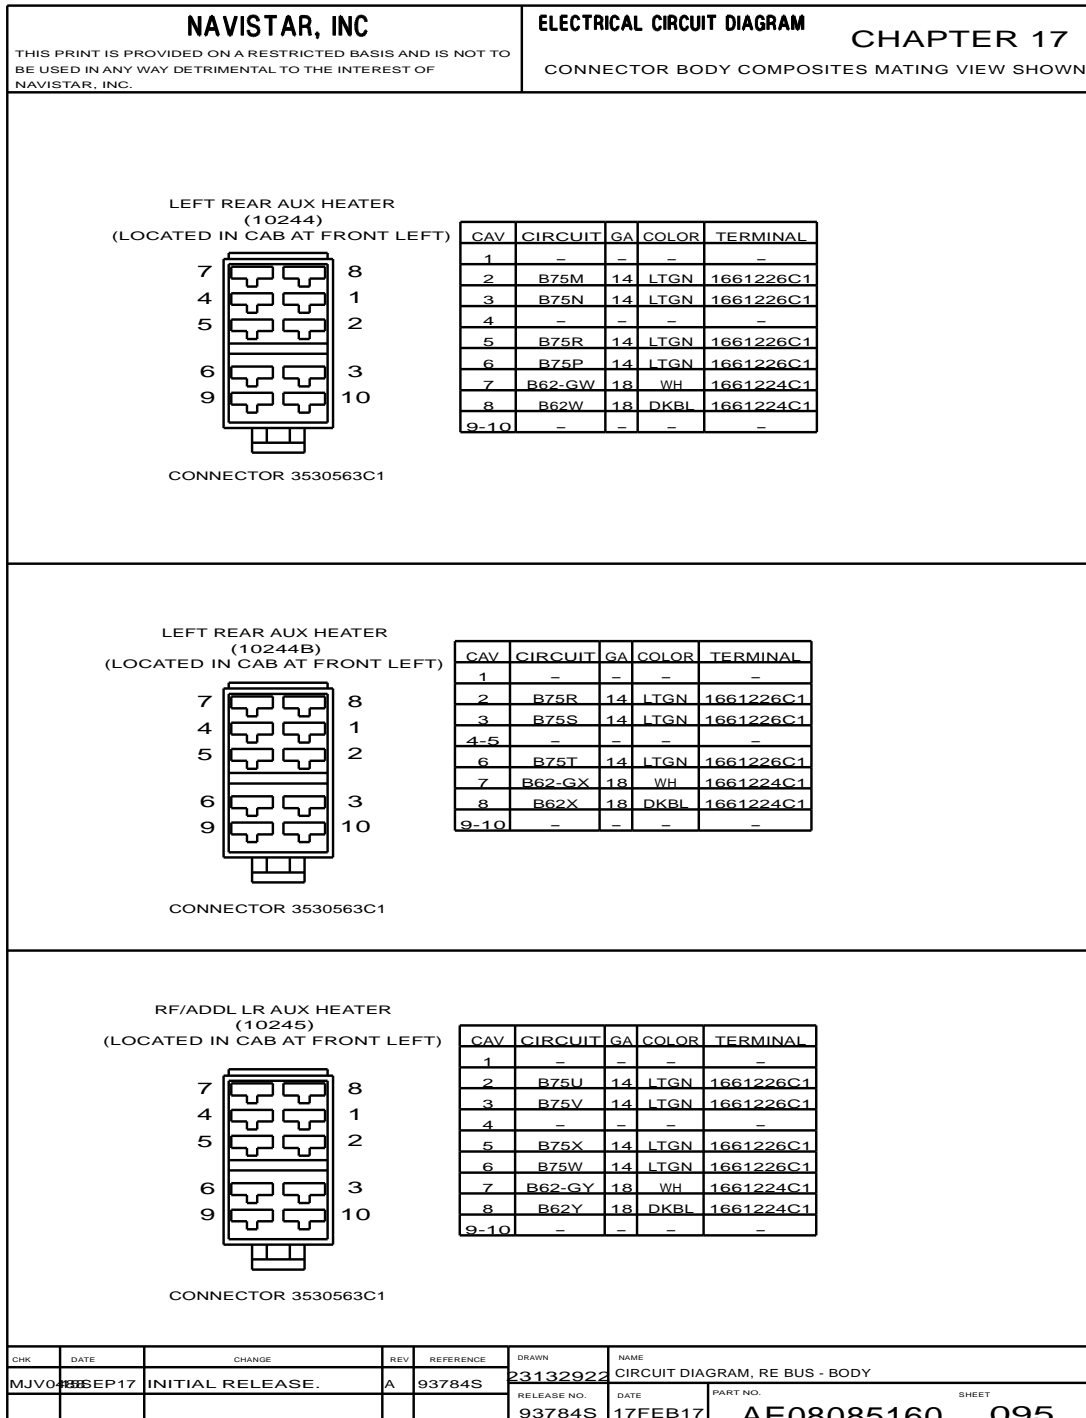 NAVISTAR, INC
THIS PRINT IS PROVIDED ON A RESTRICTED BASIS AND IS NOT TO
BE USED IN ANY WAY DETRIMENTAL TO THE INTEREST OF
NAVISTAR, INC.
ELECTRICAL CIRCUIT DIAGRAM
CHAPTER 17
CONNECTOR BODY COMPOSITES MATING VIEW SHOWN
LEFT REAR AUX HEATER
(10244)
(LOCATED IN CAB AT FRONT LEFT)
7 8
4 1
5 2
6 3
9 10
CONNECTOR 3530563C1
CAV CIRCUIT GA COLOR TERMINAL
1 – – – –
2 B75M 14 LTGN 1661226C1
3 B75N 14 LTGN 1661226C1
4 – – – –
5 B75R 14 LTGN 1661226C1
6 B75P 14 LTGN 1661226C1
7 B62-GW 18 WH 1661224C1
8 B62W 18 DKBL 1661224C1
9-10 – – – –
LEFT REAR AUX HEATER
(10244B)
(LOCATED IN CAB AT FRONT LEFT)
7 8
4 1
5 2
6 3
9 10
CONNECTOR 3530563C1
CAV CIRCUIT GA COLOR TERMINAL
1 – – – –
2 B75R 14 LTGN 1661226C1
3 B75S 14 LTGN 1661226C1
4-5 – – – –
6 B75T 14 LTGN 1661226C1
7 B62-GX 18 WH 1661224C1
8 B62X 18 DKBL 1661224C1
9-10 – – – –
RF/ADDL LR AUX HEATER
(10245)
(LOCATED IN CAB AT FRONT LEFT)
7 8
4 1
5 2
6 3
9 10
CONNECTOR 3530563C1
CAV CIRCUIT GA COLOR TERMINAL
1 – – – –
2 B75U 14 LTGN 1661226C1
3 B75V 14 LTGN 1661226C1
4 – – – –
5 B75X 14 LTGN 1661226C1
6 B75W 14 LTGN 1661226C1
7 B62-GY 18 WH 1661224C1
8 B62Y 18 DKBL 1661224C1
9-10 – – – –
CHK DATE CHANGE REV REFERENCE
INITIAL RELEASE. A 93784S
DRAWN
23132922
NAME
CIRCUIT DIAGRAM, RE BUS - BODY
RELEASE NO.
93784S
DATE
17FEB17
PART NO.
AE08085160
SHEET
095